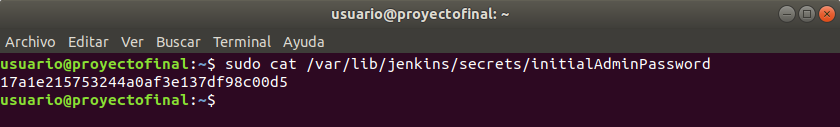 usuario@proyectofinal: ~
Archivo Editar Ver Buscar Terminal Ayuda
usuario@proyectofinal:~$ sudo cat /var/lib/jenkins/secrets/initialAdminPassword
17a1e215753244a0af3e137df98c00d5
usuario@proyectofinal:~$